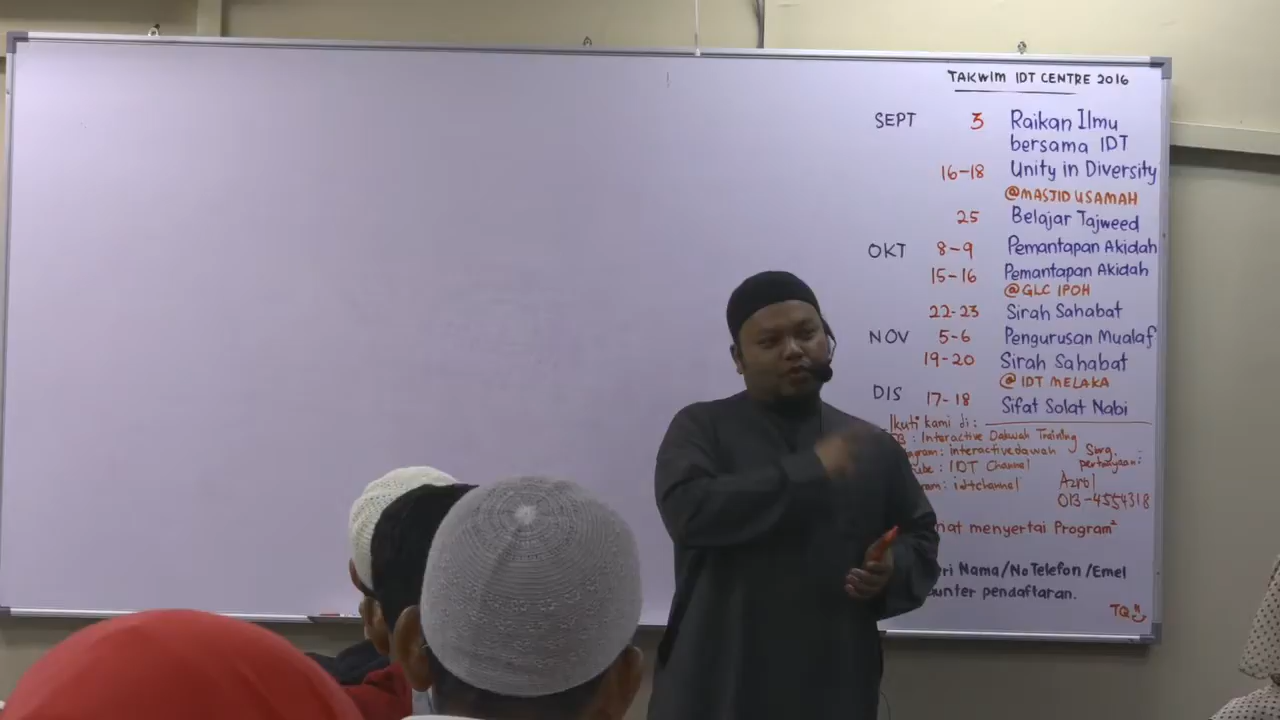 TAKWIM IDT CENTRE 2016
SEPT 3 Raikan Ilmu
bersama IDT
16-18 Unity in Diversity
@MASJID USAMAH
25 Belajar Tajweed
OKT 8-9 Pemantapan Akidah
15-16 Pemantapan Akidah
@GLC IPOH
22-23 Sirah Sahabat
NOV 5-6 Pengurusan Mualaf
19-20 Sirah Sahabat
@IDT MELAKA
DIS 17-18 Sifat Solat Nabi
Ikuti kami di:
: Interactive Dakwah Training
: interactivedawah
: IDT Channel
: idtchannel
Sbrg.
pertanyaan:
Azrol
013-4554318
menyertai Program²
Nama/No Telefon/Emel
pendaftaran.
TQ